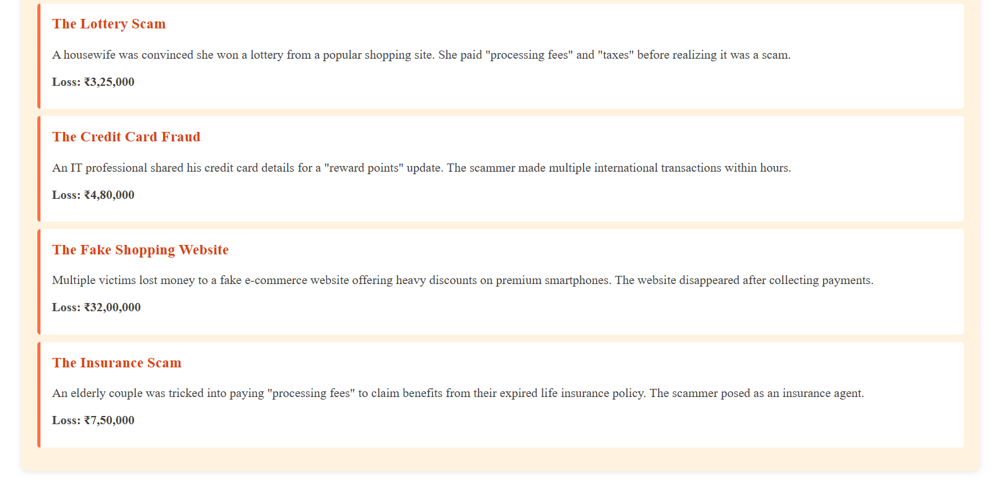 The Lottery Scam
A housewife was convinced she won a lottery from a popular shopping site. She paid "processing fees" and "taxes" before realizing it was a scam.
Loss: ₹3,25,000
The Credit Card Fraud
An IT professional shared his credit card details for a "reward points" update. The scammer made multiple international transactions within hours.
Loss: ₹4,80,000
The Fake Shopping Website
Multiple victims lost money to a fake e-commerce website offering heavy discounts on premium smartphones. The website disappeared after collecting payments.
Loss: ₹32,00,000
The Insurance Scam
An elderly couple was tricked into paying "processing fees" to claim benefits from their expired life insurance policy. The scammer posed as an insurance agent.
Loss: ₹7,50,000